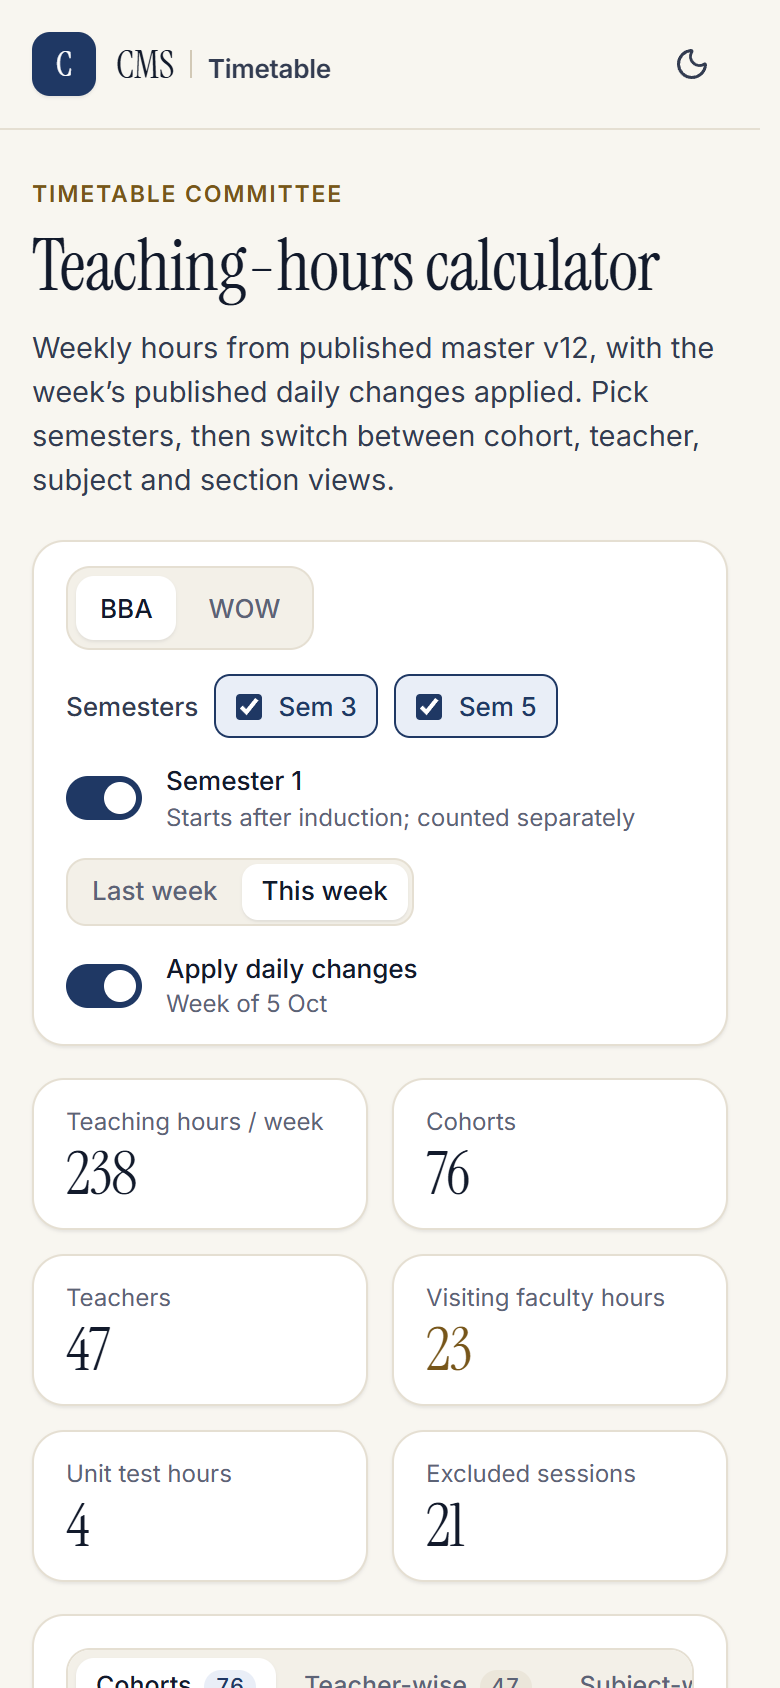 C CMS Timetable
TIMETABLE COMMITTEE
Teaching-hours calculator
Weekly hours from published master v12, with the
week’s published daily changes applied. Pick
semesters, then switch between cohort, teacher,
subject and section views.
BBA WOW
Semesters Sem 3 Sem 5
Semester 1
Starts after induction; counted separately
Last week This week
Apply daily changes
Week of 5 Oct
Teaching hours / week Cohorts
238 76
Teachers Visiting faculty hours
47 23
Unit test hours Excluded sessions
4 21
Cohorts 76 Teacher-wise 47